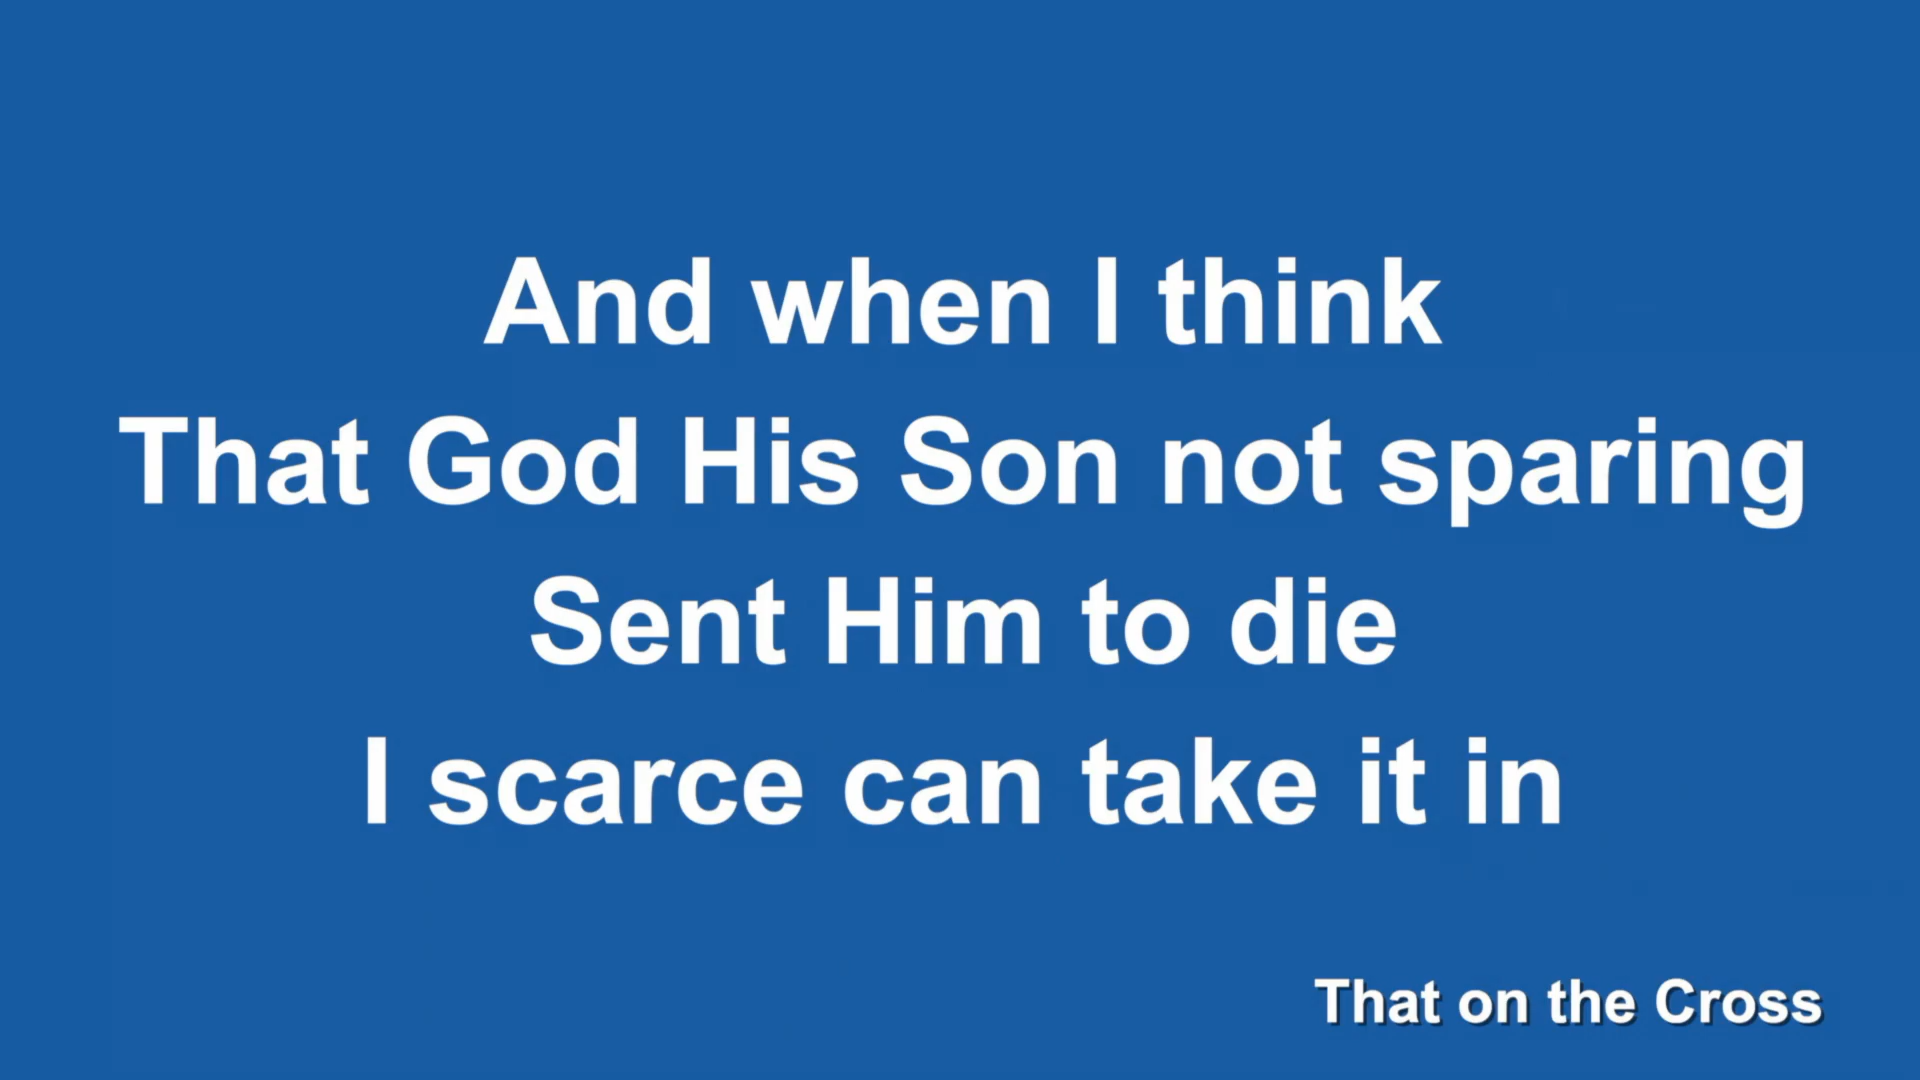 And when I think
That God His Son not sparing
Sent Him to die
I scarce can take it in
That on the Cross